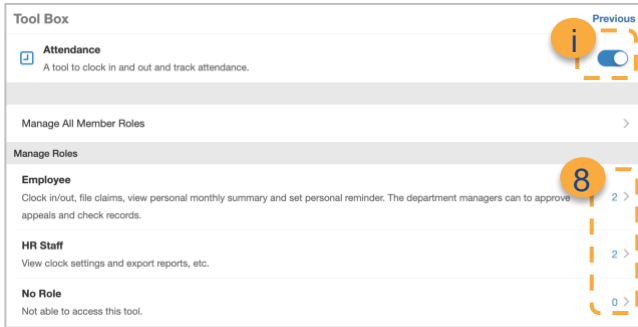 Tool Box Previous
i
Attendance
A tool to clock in and out and track attendance.
Manage All Member Roles
Manage Roles
8
Employee
Clock in/out, file claims, view personal monthly summary and set personal reminder. The department managers can to approve
appeals and check records.
2
HR Staff
View clock settings and export reports, etc.
2
No Role
Not able to access this tool.
0